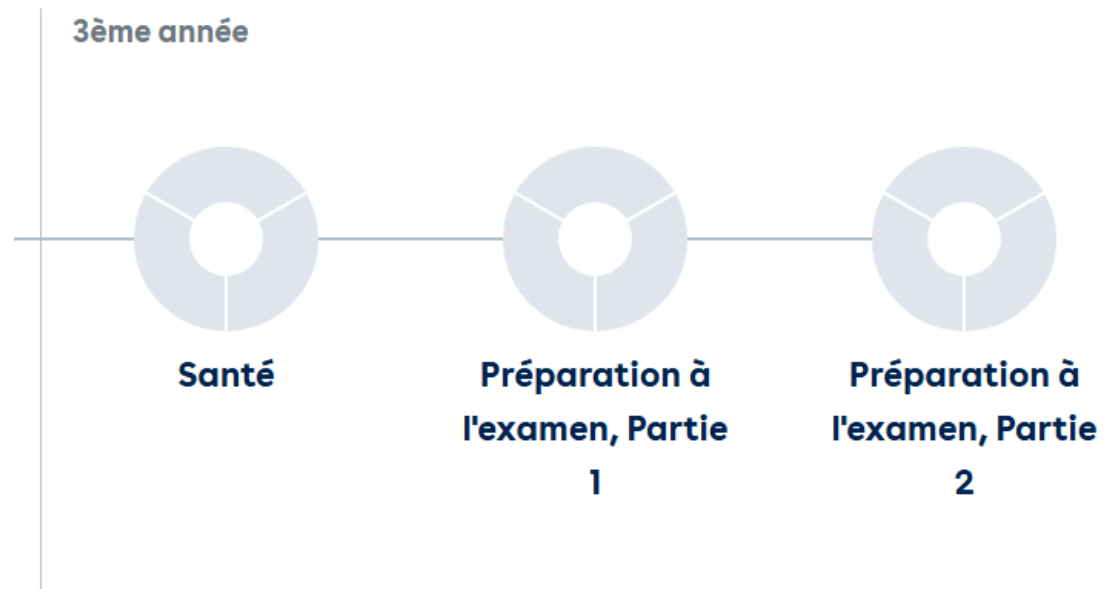 3ème année
Santé
Préparation à
l'examen, Partie
1
Préparation à
l'examen, Partie
2